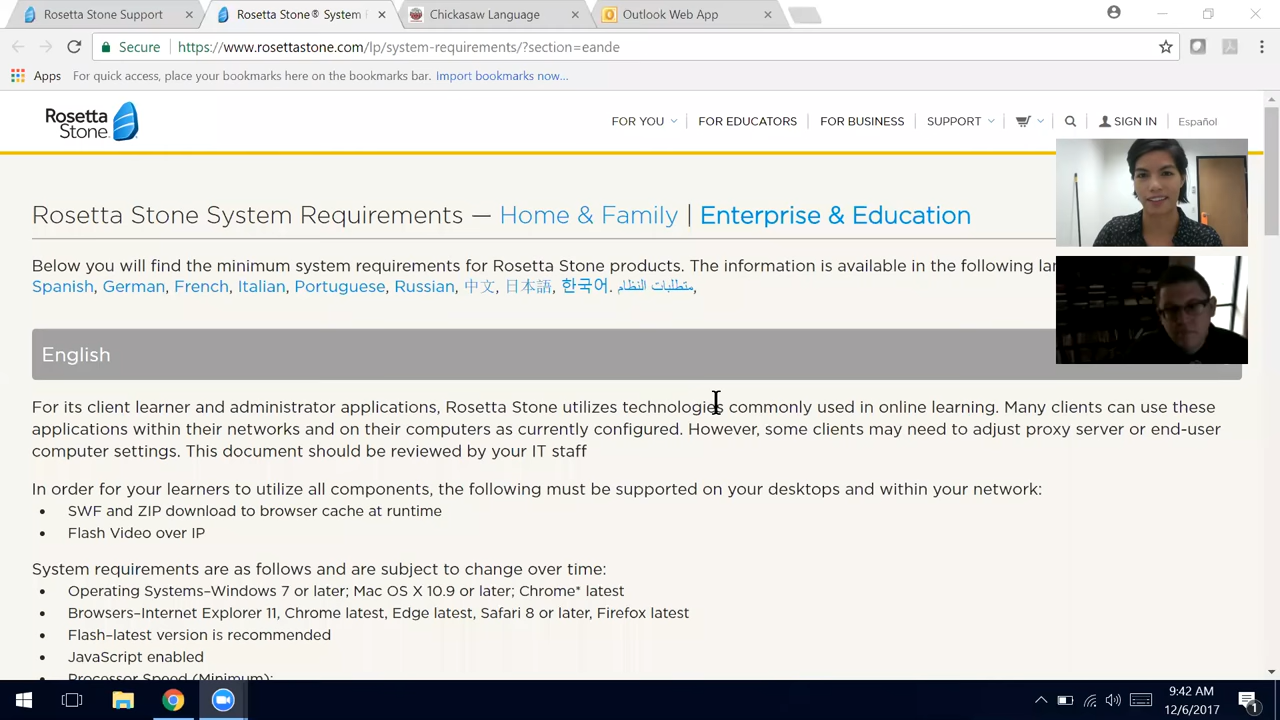 Rosetta Stone Support
Rosetta Stone® System
Chickasaw Language
Outlook Web App
Secure
https://www.rosettastone.com/lp/system-requirements/?section=eande
Apps
For quick access, place your bookmarks here on the bookmarks bar.
Import bookmarks now...
Rosetta
Stone
FOR YOU
FOR EDUCATORS
FOR BUSINESS
SUPPORT
SIGN IN
Español
Rosetta Stone System Requirements — Home & Family | Enterprise & Education
Below you will find the minimum system requirements for Rosetta Stone products. The information is available in the following lan
Spanish, German, French, Italian, Portuguese, Russian, 中文, 日本語, 한국어. متطلبات النظام,
English
For its client learner and administrator applications, Rosetta Stone utilizes technologies commonly used in online learning. Many clients can use these
applications within their networks and on their computers as currently configured. However, some clients may need to adjust proxy server or end-user
computer settings. This document should be reviewed by your IT staff
In order for your learners to utilize all components, the following must be supported on your desktops and within your network:
• SWF and ZIP download to browser cache at runtime
• Flash Video over IP
System requirements are as follows and are subject to change over time:
• Operating Systems–Windows 7 or later; Mac OS X 10.9 or later; Chrome* latest
• Browsers–Internet Explorer 11, Chrome latest, Edge latest, Safari 8 or later, Firefox latest
• Flash–latest version is recommended
• JavaScript enabled
Processor Speed (Minimum):
9:42 AM
12/6/2017
1